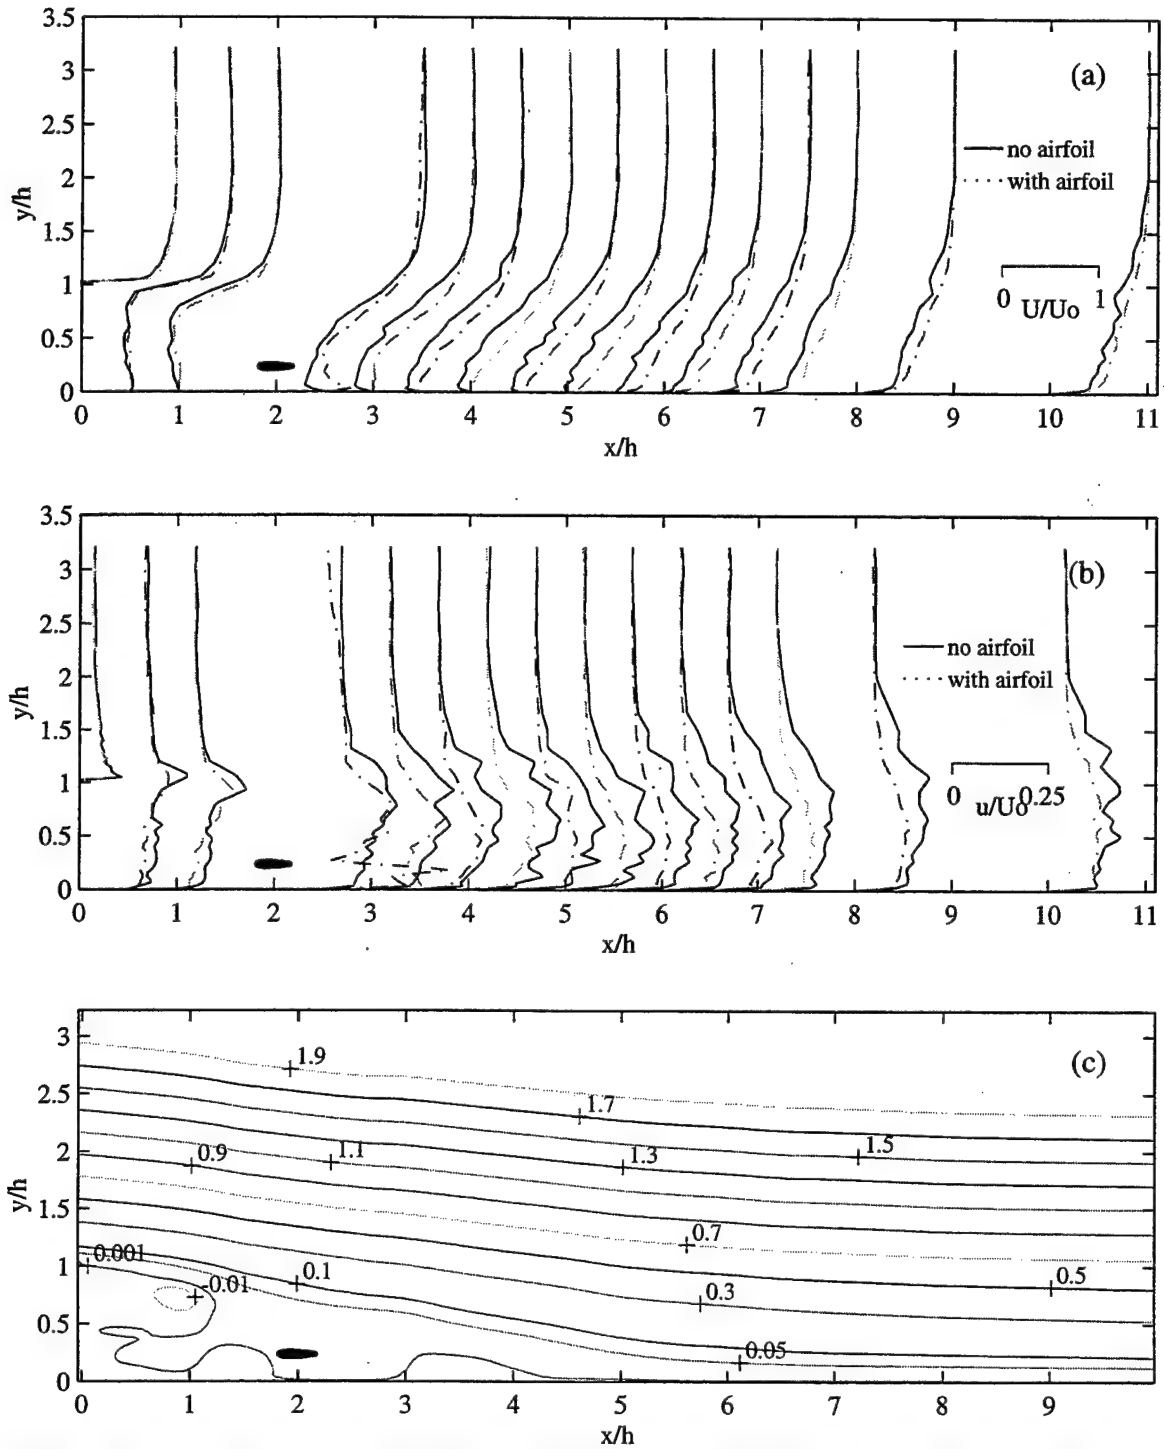 3.5
3
2.5
2
1.5
1
0.5
0
y/h
(a)
no airfoil
with airfoil
0 U/Uo 1
0 1 2 3 4 5 6 7 8 9 10 11
x/h
3.5
3
2.5
2
1.5
1
0.5
0
y/h
(b)
no airfoil
with airfoil
0 u/Uo 0.25
0 1 2 3 4 5 6 7 8 9 10 11
x/h
3
2.5
2
1.5
1
0.5
0
y/h
(c)
1.9
1.7
1.5
0.9
1.1
1.3
0.7
0.001
-0.01
0.1
0.3
0.5
0.05
0 1 2 3 4 5 6 7 8 9
x/h